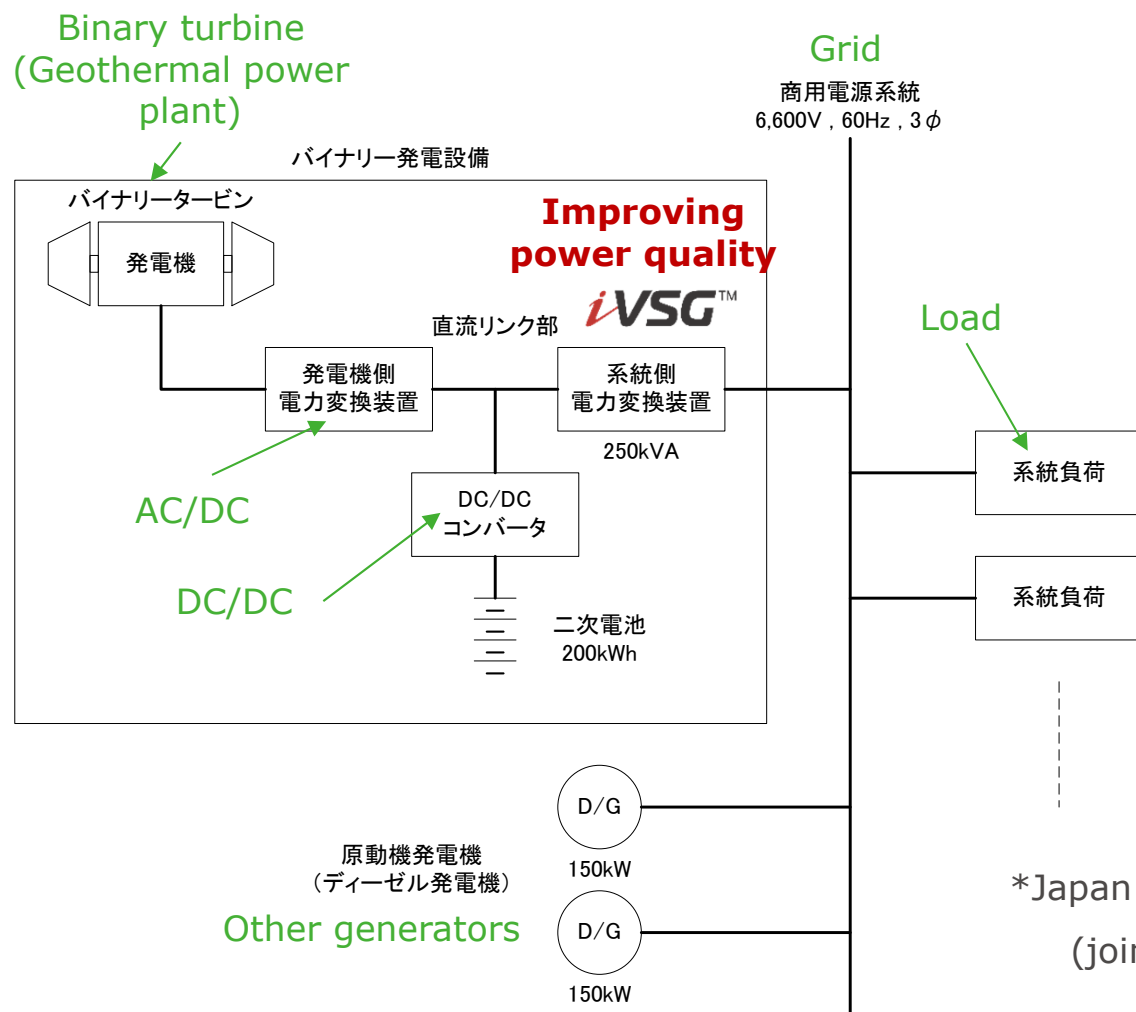 Binary turbine
(Geothermal power
plant)
Grid
商用電源系統
6,600V , 60Hz , 3φ
バイナリー発電設備
バイナリータービン
発電機
Improving
power quality
iVSG™
直流リンク部
Load
発電機側
電力変換装置
系統側
電力変換装置
250kVA
系統負荷
AC/DC
DC/DC
コンバータ
DC/DC
二次電池
200kWh
系統負荷
D/G
150kW
原動機発電機
（ディーゼル発電機）
Other generators
D/G
150kW
*Japan
(join